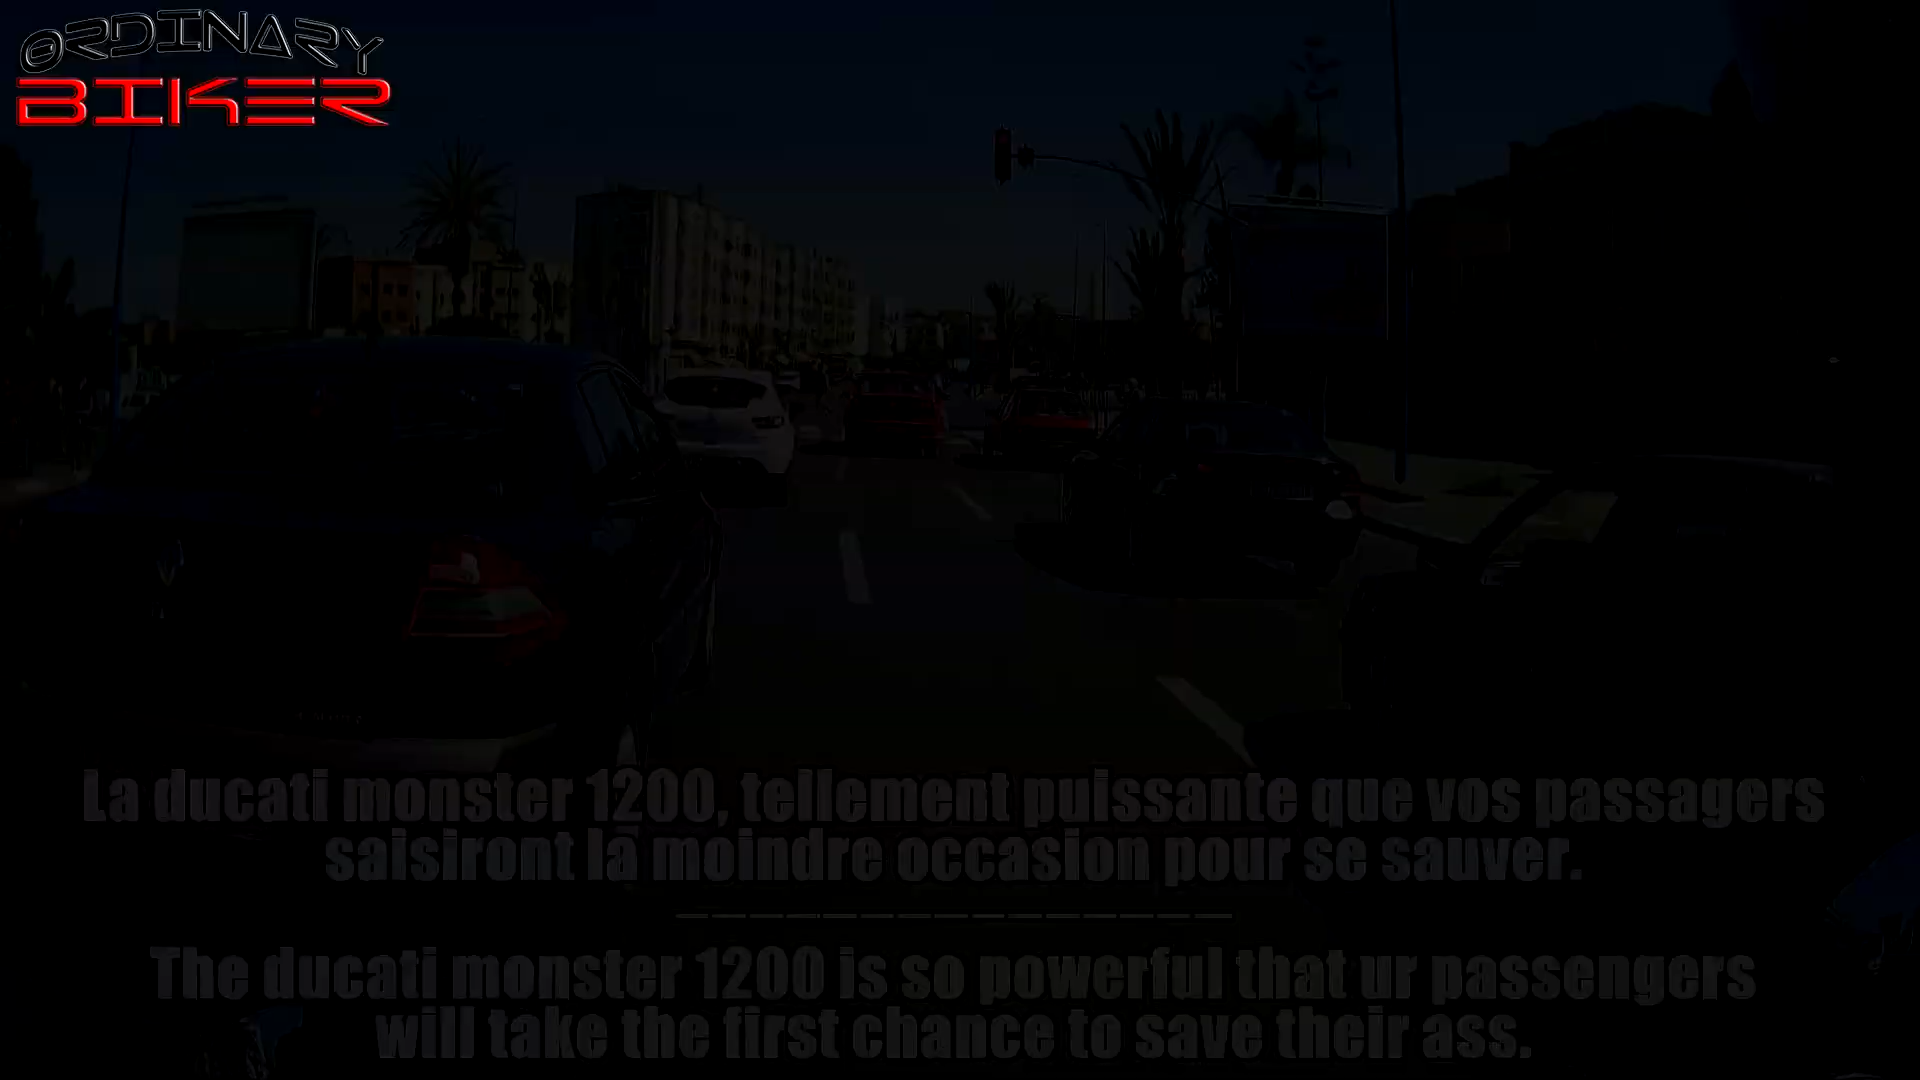 ORDINARY
BIKER
La ducati monster 1200, tellement puissante que vos passagers
saisiront la moindre occasion pour se sauver.
The ducati monster 1200 is so powerful that ur passengers
will take the first chance to save their ass.